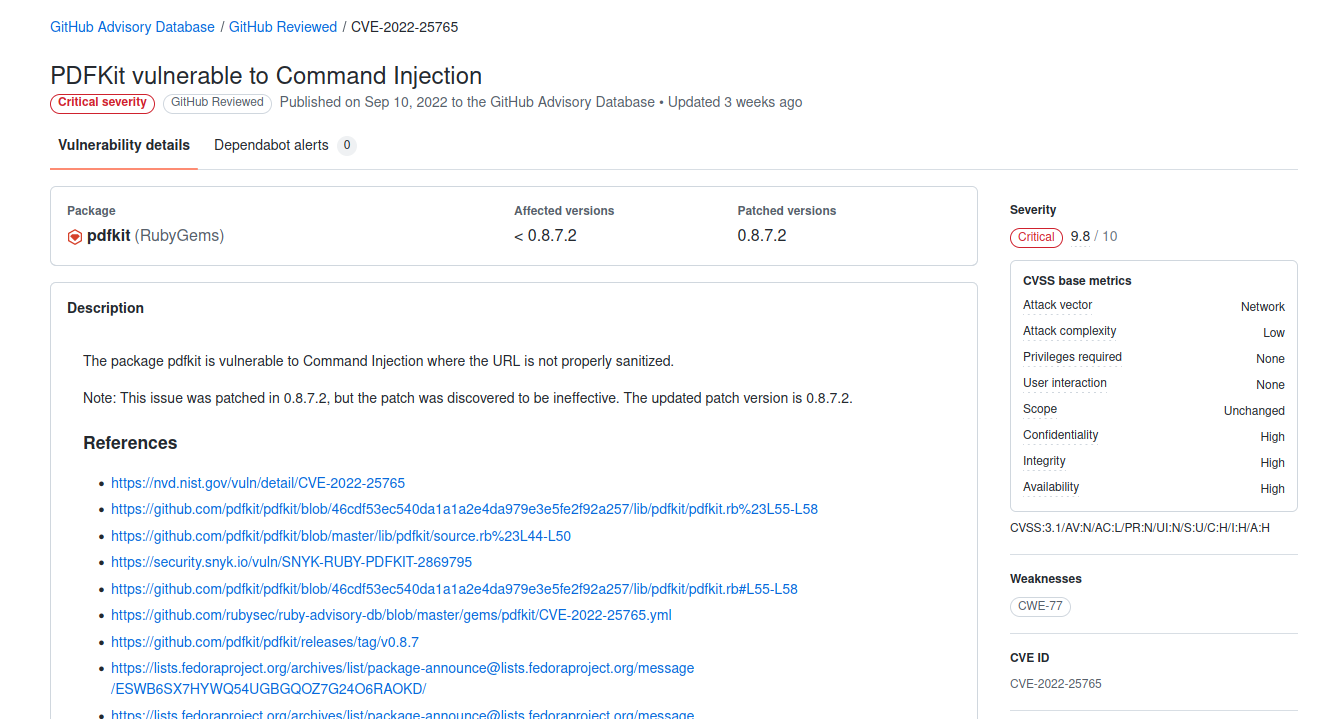 GitHub Advisory Database / GitHub Reviewed / CVE-2022-25765
PDFKit vulnerable to Command Injection
Critical severity GitHub Reviewed Published on Sep 10, 2022 to the GitHub Advisory Database • Updated 3 weeks ago
Vulnerability details Dependabot alerts 0
Package Affected versions Patched versions
pdfkit (RubyGems) < 0.8.7.2 0.8.7.2
Description
The package pdfkit is vulnerable to Command Injection where the URL is not properly sanitized.
Note: This issue was patched in 0.8.7.2, but the patch was discovered to be ineffective. The updated patch version is 0.8.7.2.
References
• https://nvd.nist.gov/vuln/detail/CVE-2022-25765
• https://github.com/pdfkit/pdfkit/blob/46cdf53ec540da1a1a2e4da979e3e5fe2f92a257/lib/pdfkit/pdfkit.rb%23L55-L58
• https://github.com/pdfkit/pdfkit/blob/master/lib/pdfkit/source.rb%23L44-L50
• https://security.snyk.io/vuln/SNYK-RUBY-PDFKIT-2869795
• https://github.com/pdfkit/pdfkit/blob/46cdf53ec540da1a1a2e4da979e3e5fe2f92a257/lib/pdfkit/pdfkit.rb#L55-L58
• https://github.com/rubysec/ruby-advisory-db/blob/master/gems/pdfkit/CVE-2022-25765.yml
• https://github.com/pdfkit/pdfkit/releases/tag/v0.8.7
• https://lists.fedoraproject.org/archives/list/package-announce@lists.fedoraproject.org/message
/ESWB6SX7HYWQ54UGBGQOZ7G24O6RAOKD/
• https://lists.fedoraproject.org/archives/list/package-announce@lists.fedoraproject.org/message
Severity
Critical 9.8 / 10
CVSS base metrics
Attack vector Network
Attack complexity Low
Privileges required None
User interaction None
Scope Unchanged
Confidentiality High
Integrity High
Availability High
CVSS:3.1/AV:N/AC:L/PR:N/UI:N/S:U/C:H/I:H/A:H
Weaknesses
CWE-77
CVE ID
CVE-2022-25765